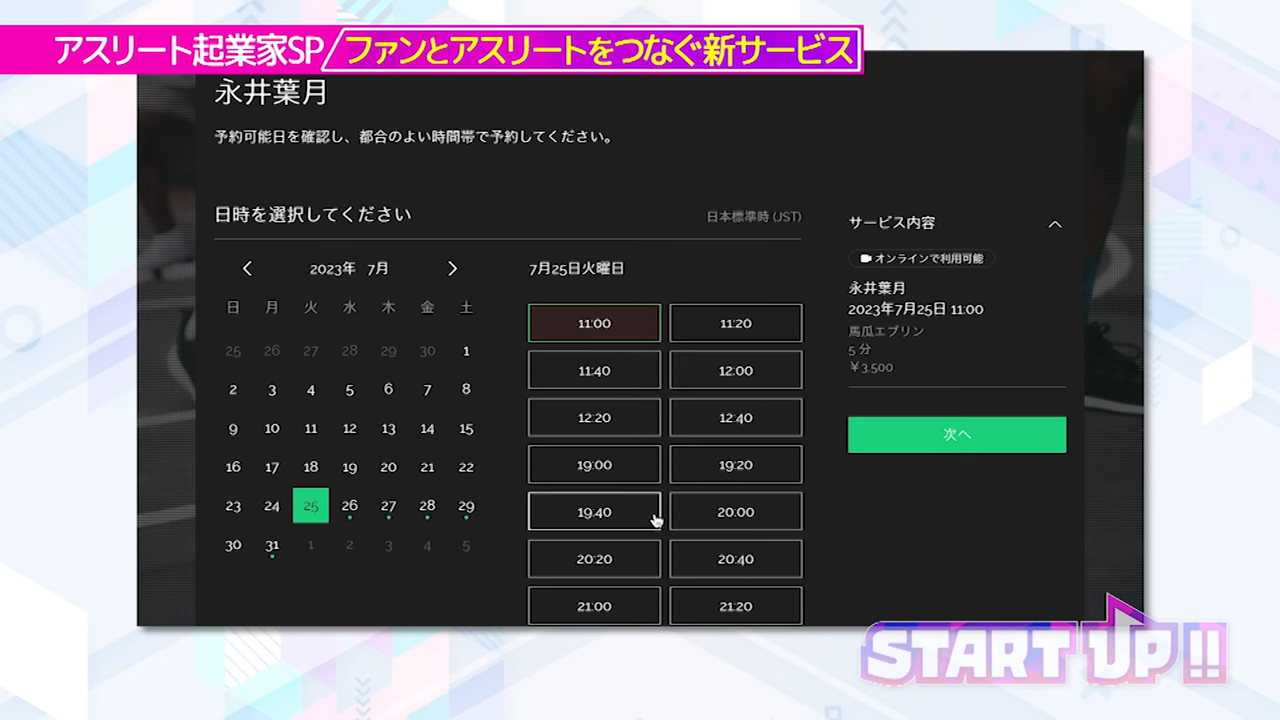 アスリート起業家SP/ファンとアスリートをつなぐ新サービス
永井葉月
予約可能日を確認し、都合のよい時間帯で予約してください。
日時を選択してください
日本標準時 (JST)
2023年 7月
日 月 火 水 木 金 土
25 26 27 28 29 30 1
2 3 4 5 6 7 8
9 10 11 12 13 14 15
16 17 18 19 20 21 22
23 24 25 26 27 28 29
30 31 1 2 3 4 5
7月25日火曜日
11:00 11:20
11:40 12:00
12:20 12:40
19:00 19:20
19:40 20:00
20:20 20:40
21:00 21:20
サービス内容
オンラインで利用可能
永井葉月
2023年7月25日 11:00
馬瓜エブリン
5 分
¥3,500
次へ
START UP!!